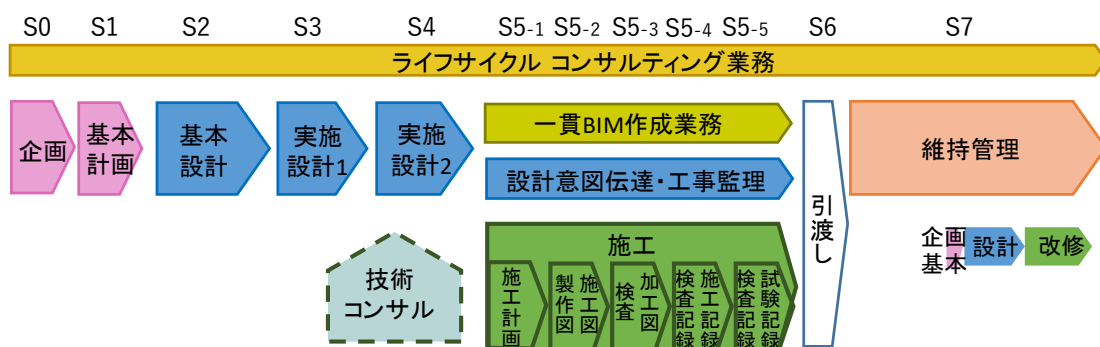 S0 S1 S2 S3 S4 S5-1 S5-2 S5-3 S5-4 S5-5 S6 S7
ライフサイクル コンサルティング業務
企画
基本
計画
基本
設計
実施
設計1
実施
設計2
一貫BIM作成業務
設計意図伝達・工事監理
引渡し
維持管理
技術
コンサル
施工
施工計画
施工図
製作図
加工図
検査
施工記録
検査記録
試験記録
検査記録
企画
基本
設計
改修